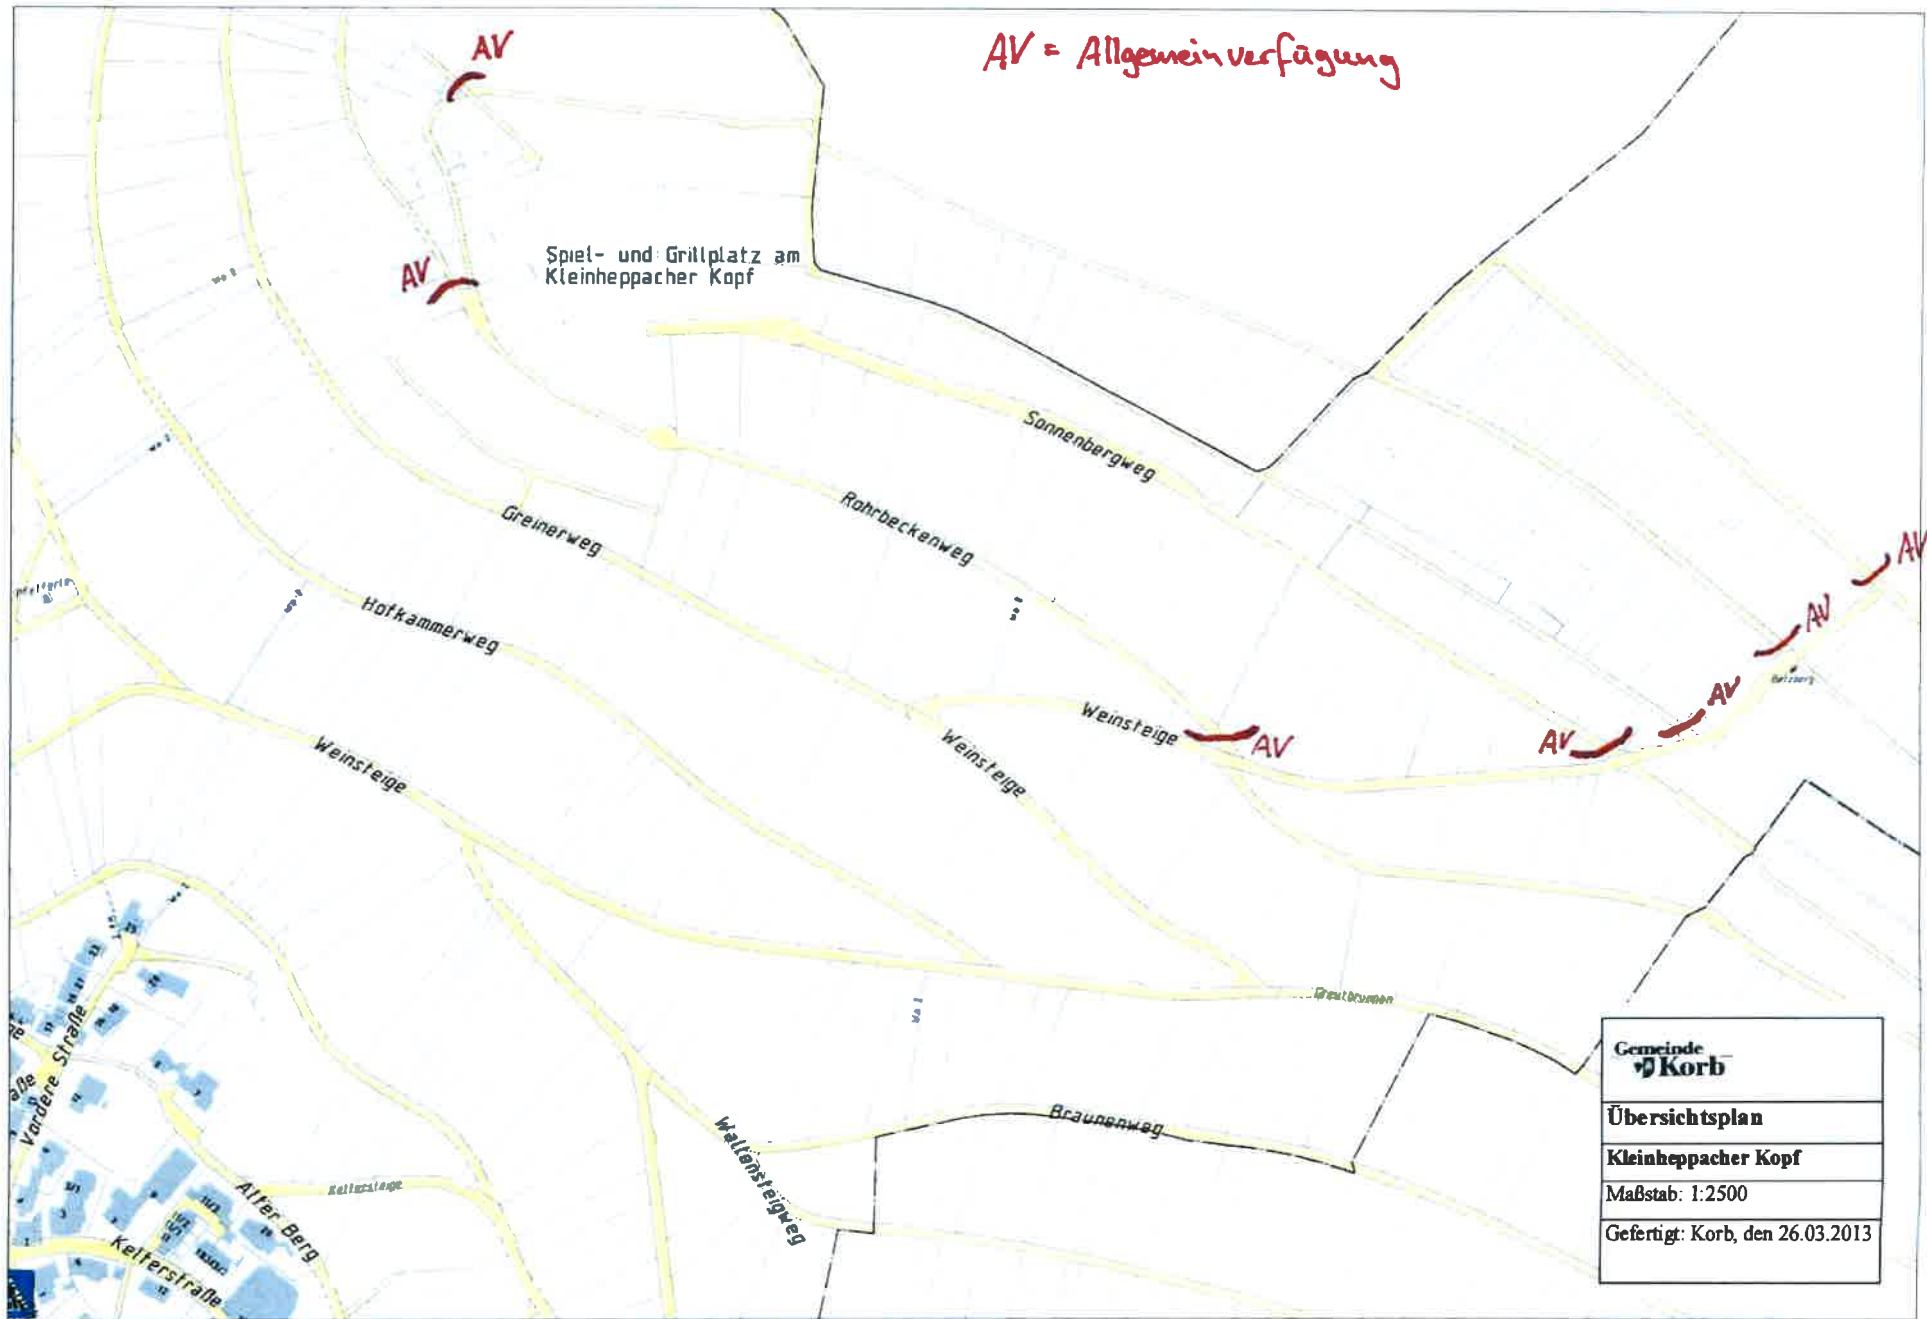 AV
AV = Allgemeinverfügung
AV
Spiel- und Grillplatz am
Kleinheppacher Kopf
Sonnenbergweg
Rohrbeckenweg
Greinerweg
Hofkammerweg
AV
AV
AV
AV
AV
Weinsteige
Weinsteige
Weinsteige
Vordere Straße
aße
Waltensteigweg
Braunenweg
Alter Berg
Kelterstraße
Gemeinde
Korb
Übersichtsplan
Kleinheppacher Kopf
Maßstab: 1:2500
Gefertigt: Korb, den 26.03.2013